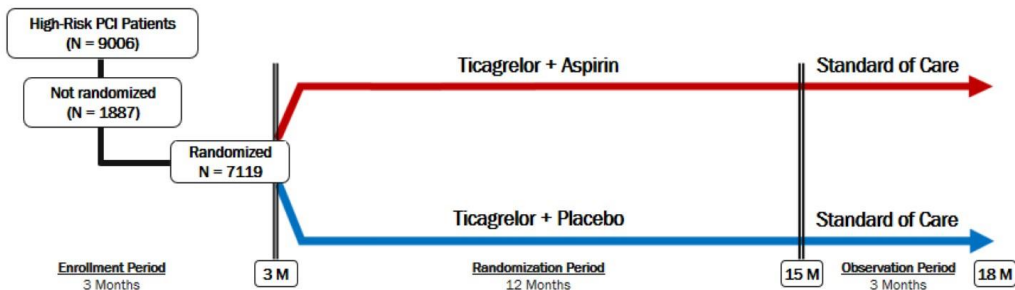 High-Risk PCI Patients
(N = 9006)
Not randomized
(N = 1887)
Randomized
N = 7119
Ticagrelor + Aspirin
Standard of Care
Ticagrelor + Placebo
Standard of Care
Enrollment Period
3 Months
3 M
Randomization Period
12 Months
15 M
Observation Period
3 Months
18 M